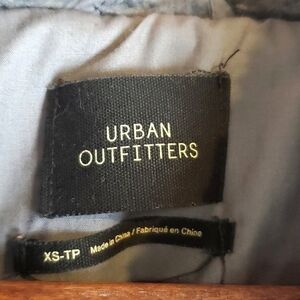 URBAN
OUTFITTERS
XS-TP Made in China / Fabriqué en Chine